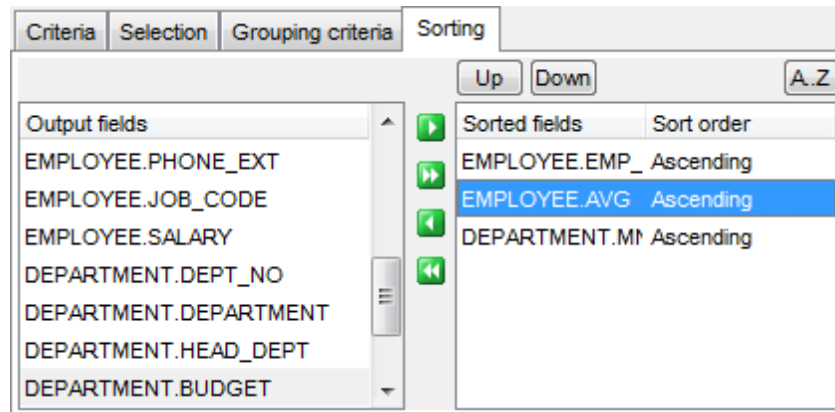 Criteria Selection Grouping criteria Sorting
Up Down A..Z
Output fields
EMPLOYEE.PHONE_EXT
EMPLOYEE.JOB_CODE
EMPLOYEE.SALARY
DEPARTMENT.DEPT_NO
DEPARTMENT.DEPARTMENT
DEPARTMENT.HEAD_DEPT
DEPARTMENT.BUDGET
Sorted fields Sort order
EMPLOYEE.EMP_ Ascending
EMPLOYEE.AVG Ascending
DEPARTMENT.MN Ascending